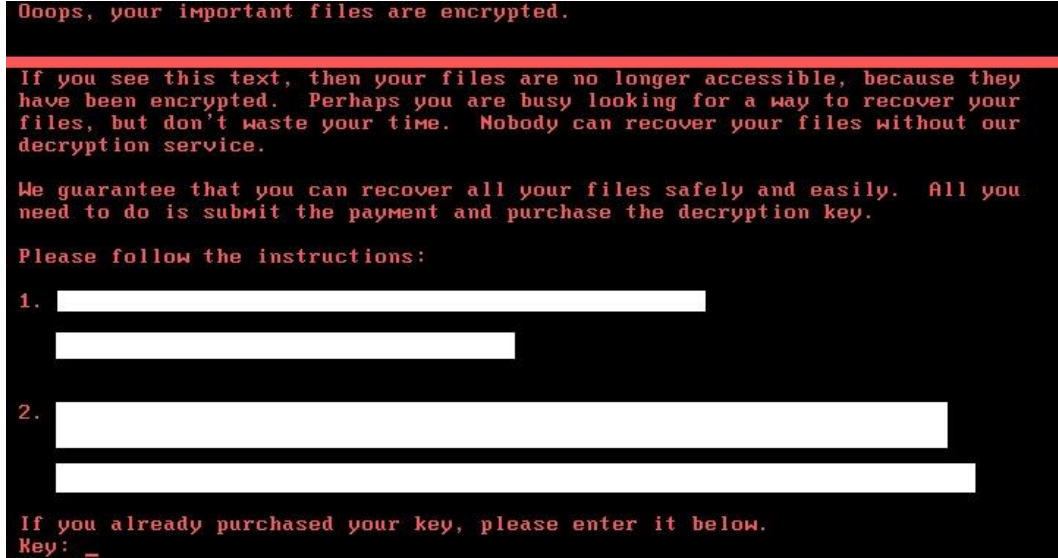 Ooops, your important files are encrypted.
If you see this text, then your files are no longer accessible, because they
have been encrypted.  Perhaps you are busy looking for a way to recover your
files, but don't waste your time.  Nobody can recover your files without our
decryption service.
We guarantee that you can recover all your files safely and easily.  All you
need to do is submit the payment and purchase the decryption key.
Please follow the instructions:
1.
2.
If you already purchased your key, please enter it below.
Key: _